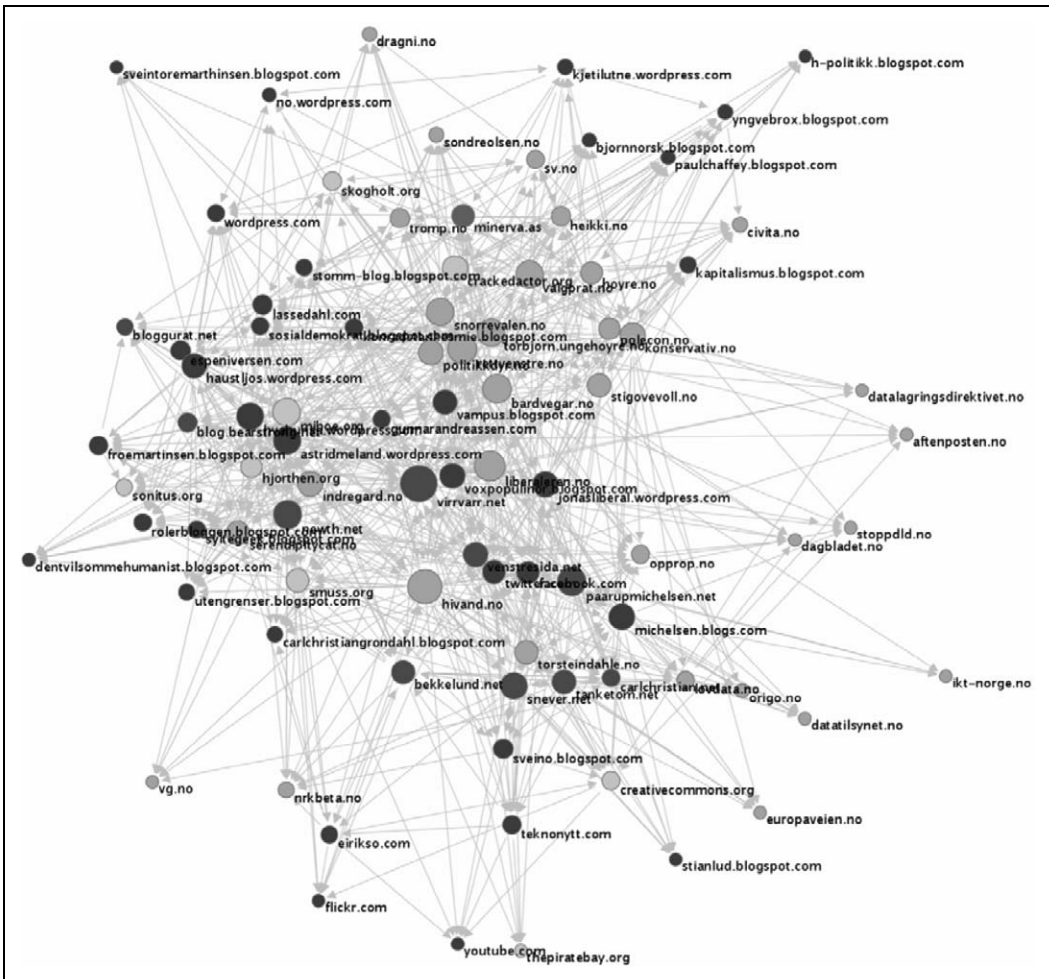 dragni.no
h-politikk.blogspot.com
sveintoremarthinsen.blogspot.com
kjetilutne.wordpress.com
no.wordpress.com
yngvebrox.blogspot.com
sondreolsen.no
bjornnorsk.blogspot.com
paulchaffey.blogspot.com
sv.no
skogholt.org
wordpress.com
tromp.no
minerva.as
heikki.no
civita.no
stomm-blog.blogspot.com
crackedactor.org
valgprat.no
hoyre.no
kapitalismus.blogspot.com
lassedahl.com
snorrevalen.no
bloggurat.net
sosialdemokrat.blogspot.com
torbjorn.ungehoyre.no
polecon.no
konservativ.no
espeniversen.com
politikkdyr.no
haustljos.wordpress.com
bardvegar.no
stigovevoll.no
datalagringsdirektivet.no
vampus.blogspot.com
blog.bearstrong.net
gunnarandreassen.com
aftenposten.no
froemartinsen.blogspot.com
astridmeland.wordpress.com
hjorthen.org
liberaleren.no
voxpopulinor.blogspot.com
sonitus.org
indregard.no
virrvarr.net
jonasliberal.wordpress.com
rolerblongen.blogspot.com
newth.net
stoppdld.no
dagbladet.no
serendipitycat.no
dentvilsommehumanist.blogspot.com
venstresida.net
opprop.no
facebook.com
smuss.org
utengrenser.blogspot.com
hivand.no
paarupmichelsen.net
michelsen.blogs.com
carlchristiangrondahl.blogspot.com
torsteindahle.no
bekkelund.net
snever.net
tanketom.net
carlchristian.net
lovdata.no
origo.no
ikt-norge.no
datatilsynet.no
sveino.blogspot.com
vg.no
nrkbeta.no
creativecommons.org
europaveien.no
eirikso.com
teknonytt.com
stianlud.blogspot.com
flickr.com
youtube.com
thepiratebay.org